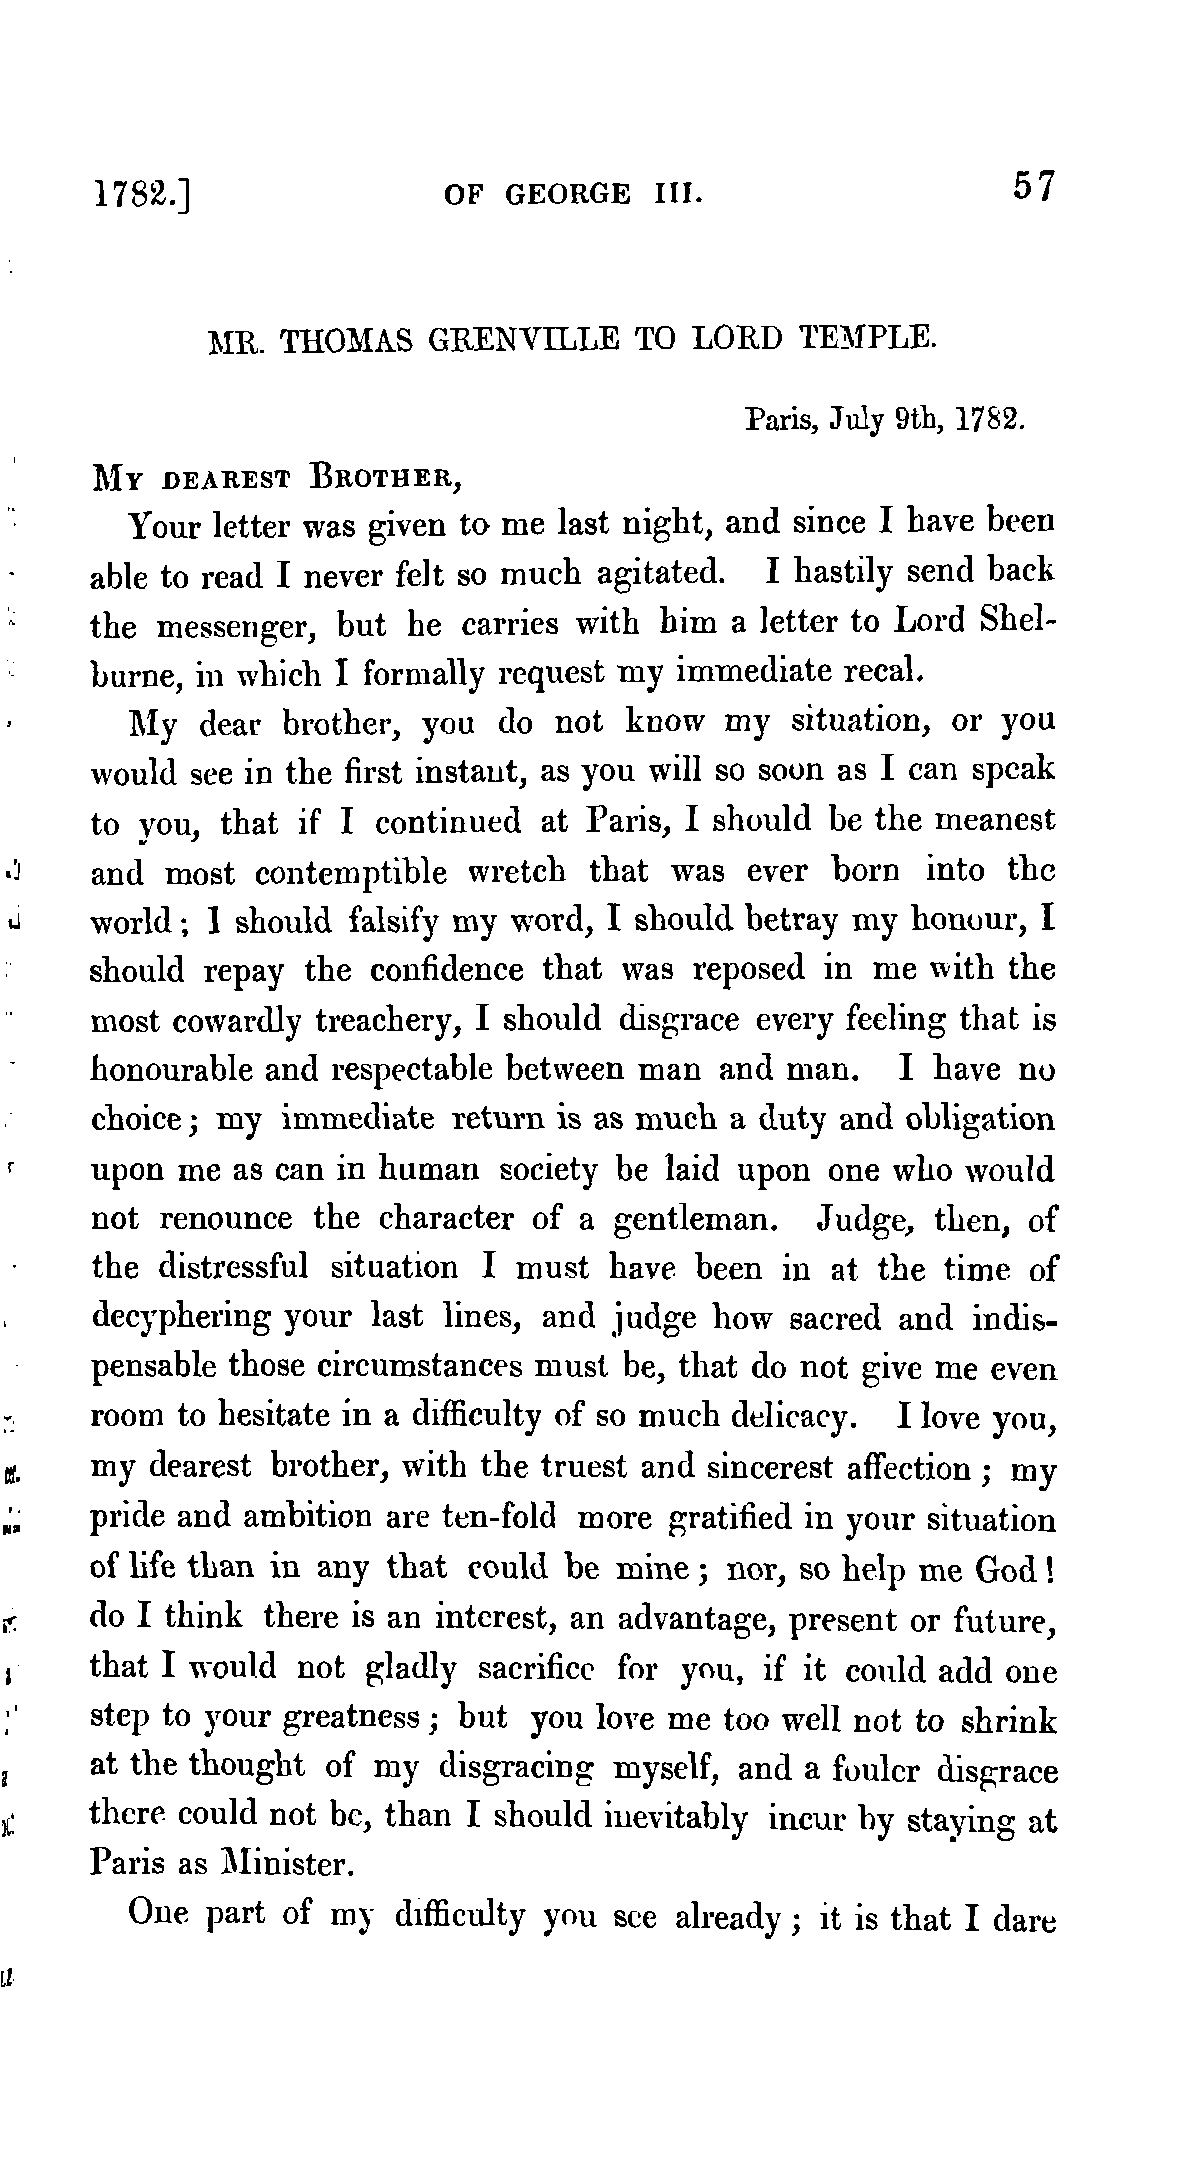 1782.] OF GEORGE III. 57
MR. THOMAS GRENVILLE TO LORD TEMPLE.
Paris, July 9th, 1782.
MY DEAREST BROTHER,
Your letter was given to me last night, and since I have been
able to read I never felt so much agitated. I hastily send back
the messenger, but he carries with him a letter to Lord Shel-
burne, in which I formally request my immediate recal.
My dear brother, you do not know my situation, or you
would see in the first instant, as you will so soon as I can speak
to you, that if I continued at Paris, I should be the meanest
and most contemptible wretch that was ever born into the
world; I should falsify my word, I should betray my honour, I
should repay the confidence that was reposed in me with the
most cowardly treachery, I should disgrace every feeling that is
honourable and respectable between man and man. I have no
choice; my immediate return is as much a duty and obligation
upon me as can in human society be laid upon one who would
not renounce the character of a gentleman. Judge, then, of
the distressful situation I must have been in at the time of
decyphering your last lines, and judge how sacred and indis-
pensable those circumstances must be, that do not give me even
room to hesitate in a difficulty of so much delicacy. I love you,
my dearest brother, with the truest and sincerest affection; my
pride and ambition are ten-fold more gratified in your situation
of life than in any that could be mine; nor, so help me God!
do I think there is an interest, an advantage, present or future,
that I would not gladly sacrifice for you, if it could add one
step to your greatness; but you love me too well not to shrink
at the thought of my disgracing myself, and a fouler disgrace
there could not be, than I should inevitably incur by staying at
Paris as Minister.
One part of my difficulty you see already; it is that I dare